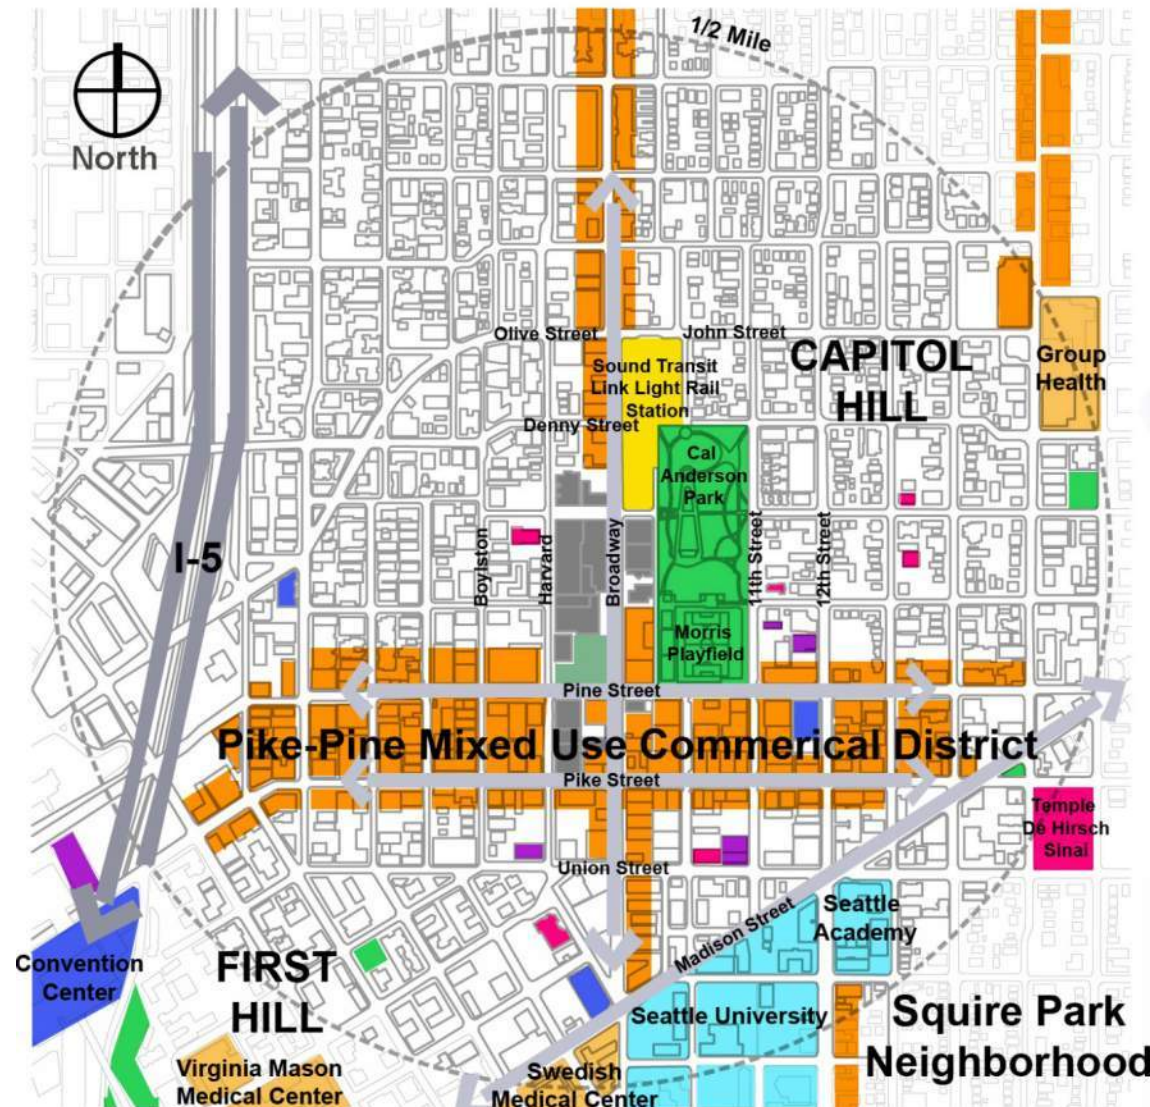 1/2 Mile
North
Olive Street
John Street
CAPITOL
HILL
Group
Health
Sound Transit
Link Light Rail
Station
Denny Street
Cal
Anderson
Park
I-5
Boylston
Harvard
Broadway
11th Street
12th Street
Morris
Playfield
Pine Street
Pike-Pine Mixed Use Commerical District
Pike Street
Temple
De Hirsch
Sinai
Union Street
Madison Street
Seattle
Academy
Convention
Center
FIRST
HILL
Seattle University
Squire Park
Neighborhood
Virginia Mason
Medical Center
Swedish
Medical Center